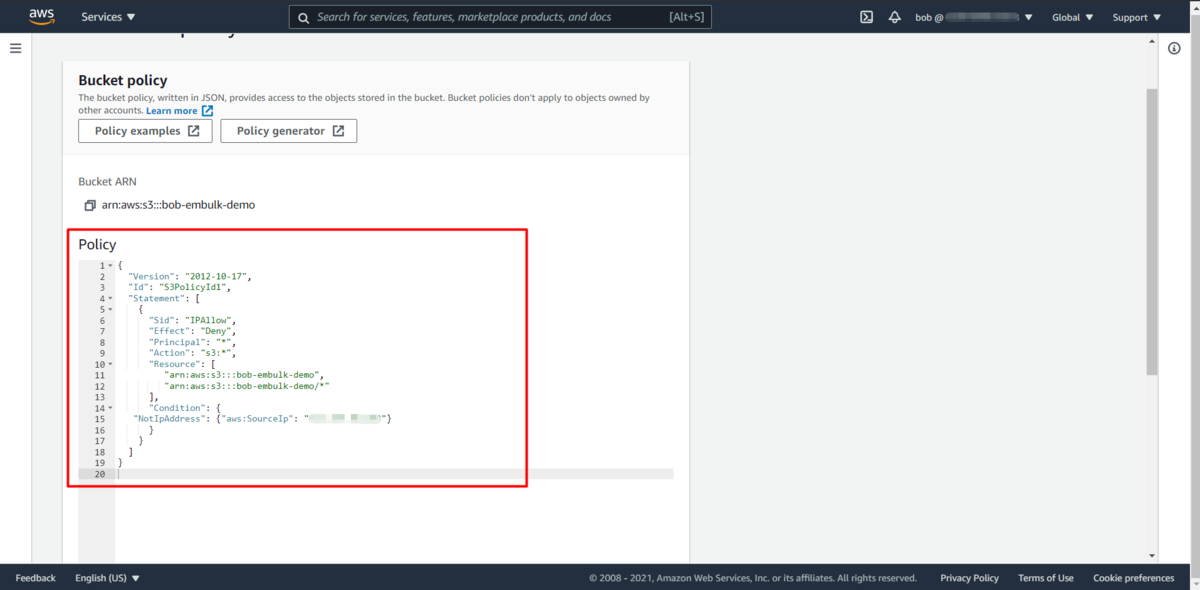 aws Services Search for services, features, marketplace products, and docs [Alt+S] bob @ Global Support
Bucket policy
The bucket policy, written in JSON, provides access to the objects stored in the bucket. Bucket policies don't apply to objects owned by
other accounts. Learn more
Policy examples Policy generator
Bucket ARN
arn:aws:s3:::bob-embulk-demo
Policy
1 {
2 "Version": "2012-10-17",
3 "Id": "S3PolicyId1",
4 "Statement": [
5 {
6 "Sid": "IPAllow",
7 "Effect": "Deny",
8 "Principal": "*",
9 "Action": "s3:*",
10 "Resource": [
11 "arn:aws:s3:::bob-embulk-demo",
12 "arn:aws:s3:::bob-embulk-demo/*"
13 ],
14 "Condition": {
15 "NotIpAddress": {"aws:SourceIp": ""}
16 }
17 }
18 ]
19 }
20
Feedback English (US) © 2008 - 2021, Amazon Web Services, Inc. or its affiliates. All rights reserved. Privacy Policy Terms of Use Cookie preferences